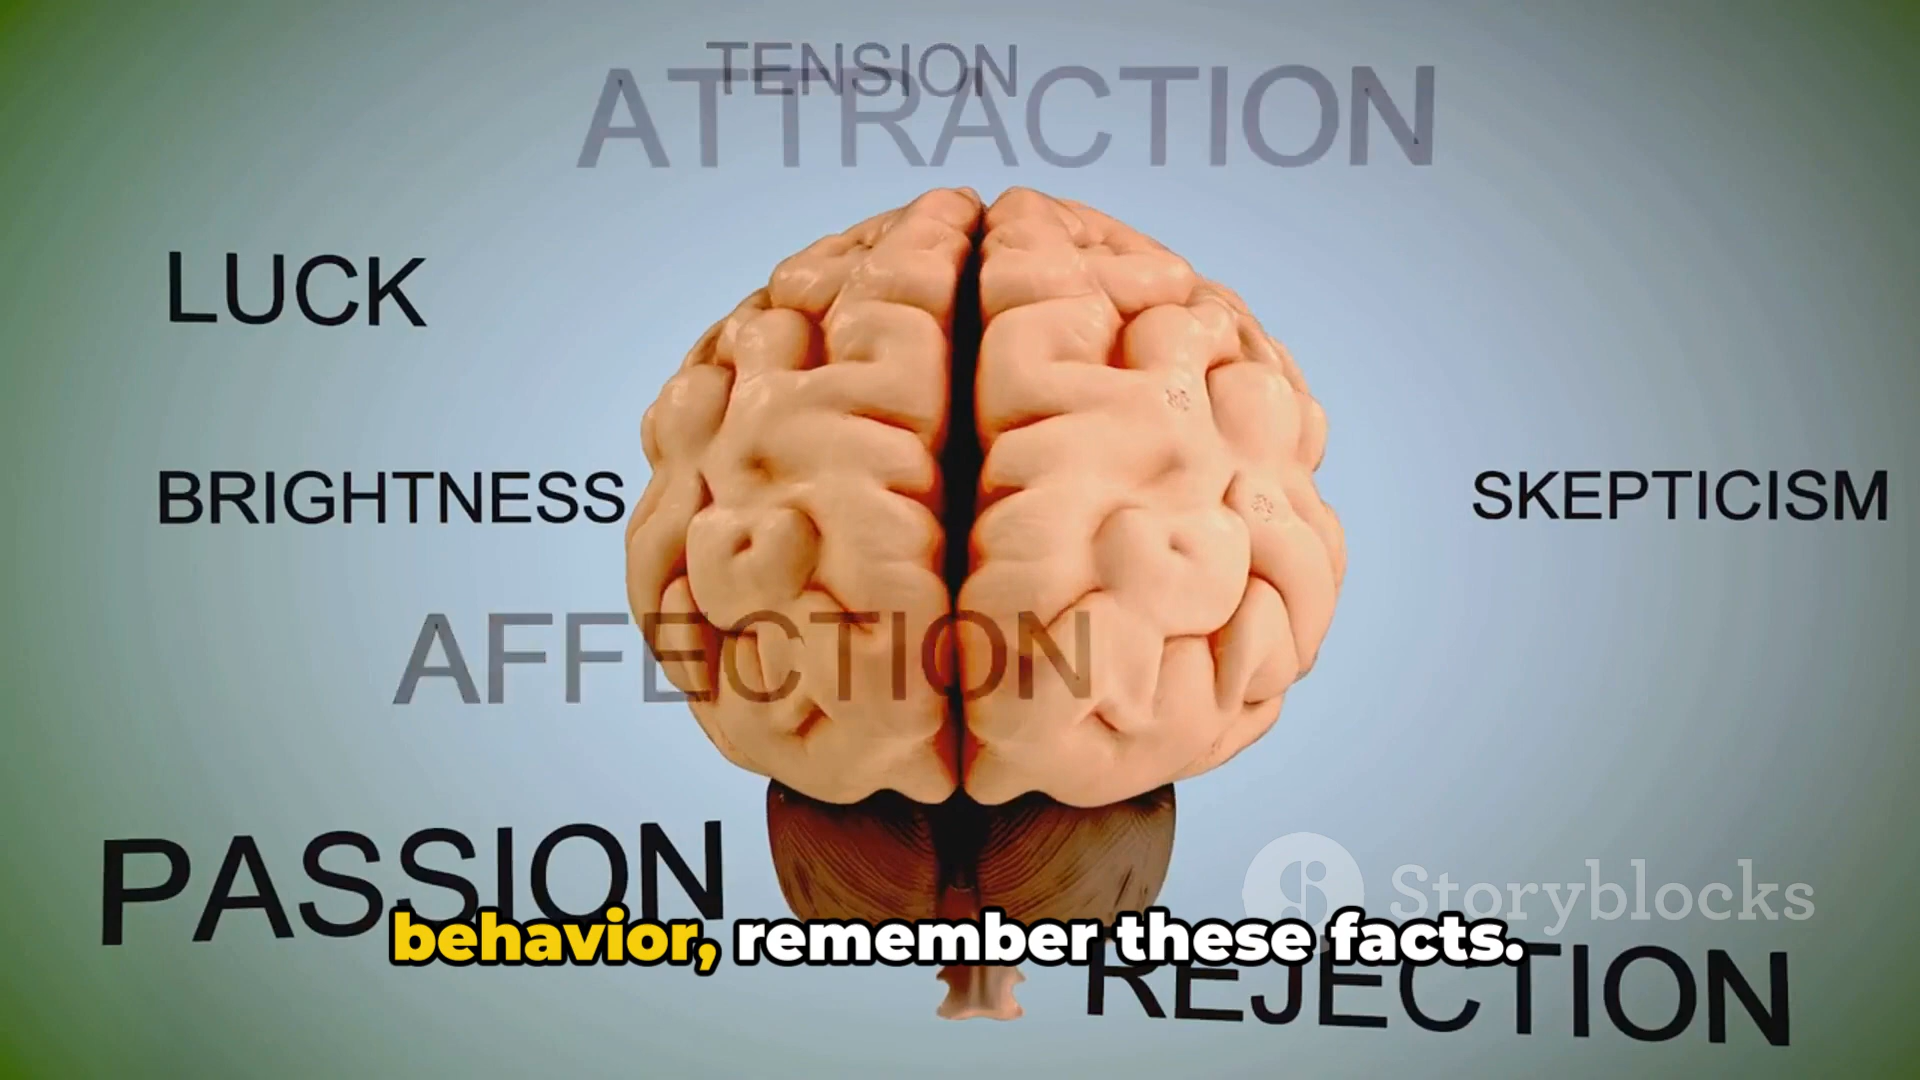 TENSION
ATTRACTION
LUCK
BRIGHTNESS
SKEPTICISM
AFFECTION
PASSION
Storyblocks
behavior, remember these facts.
REJECTION